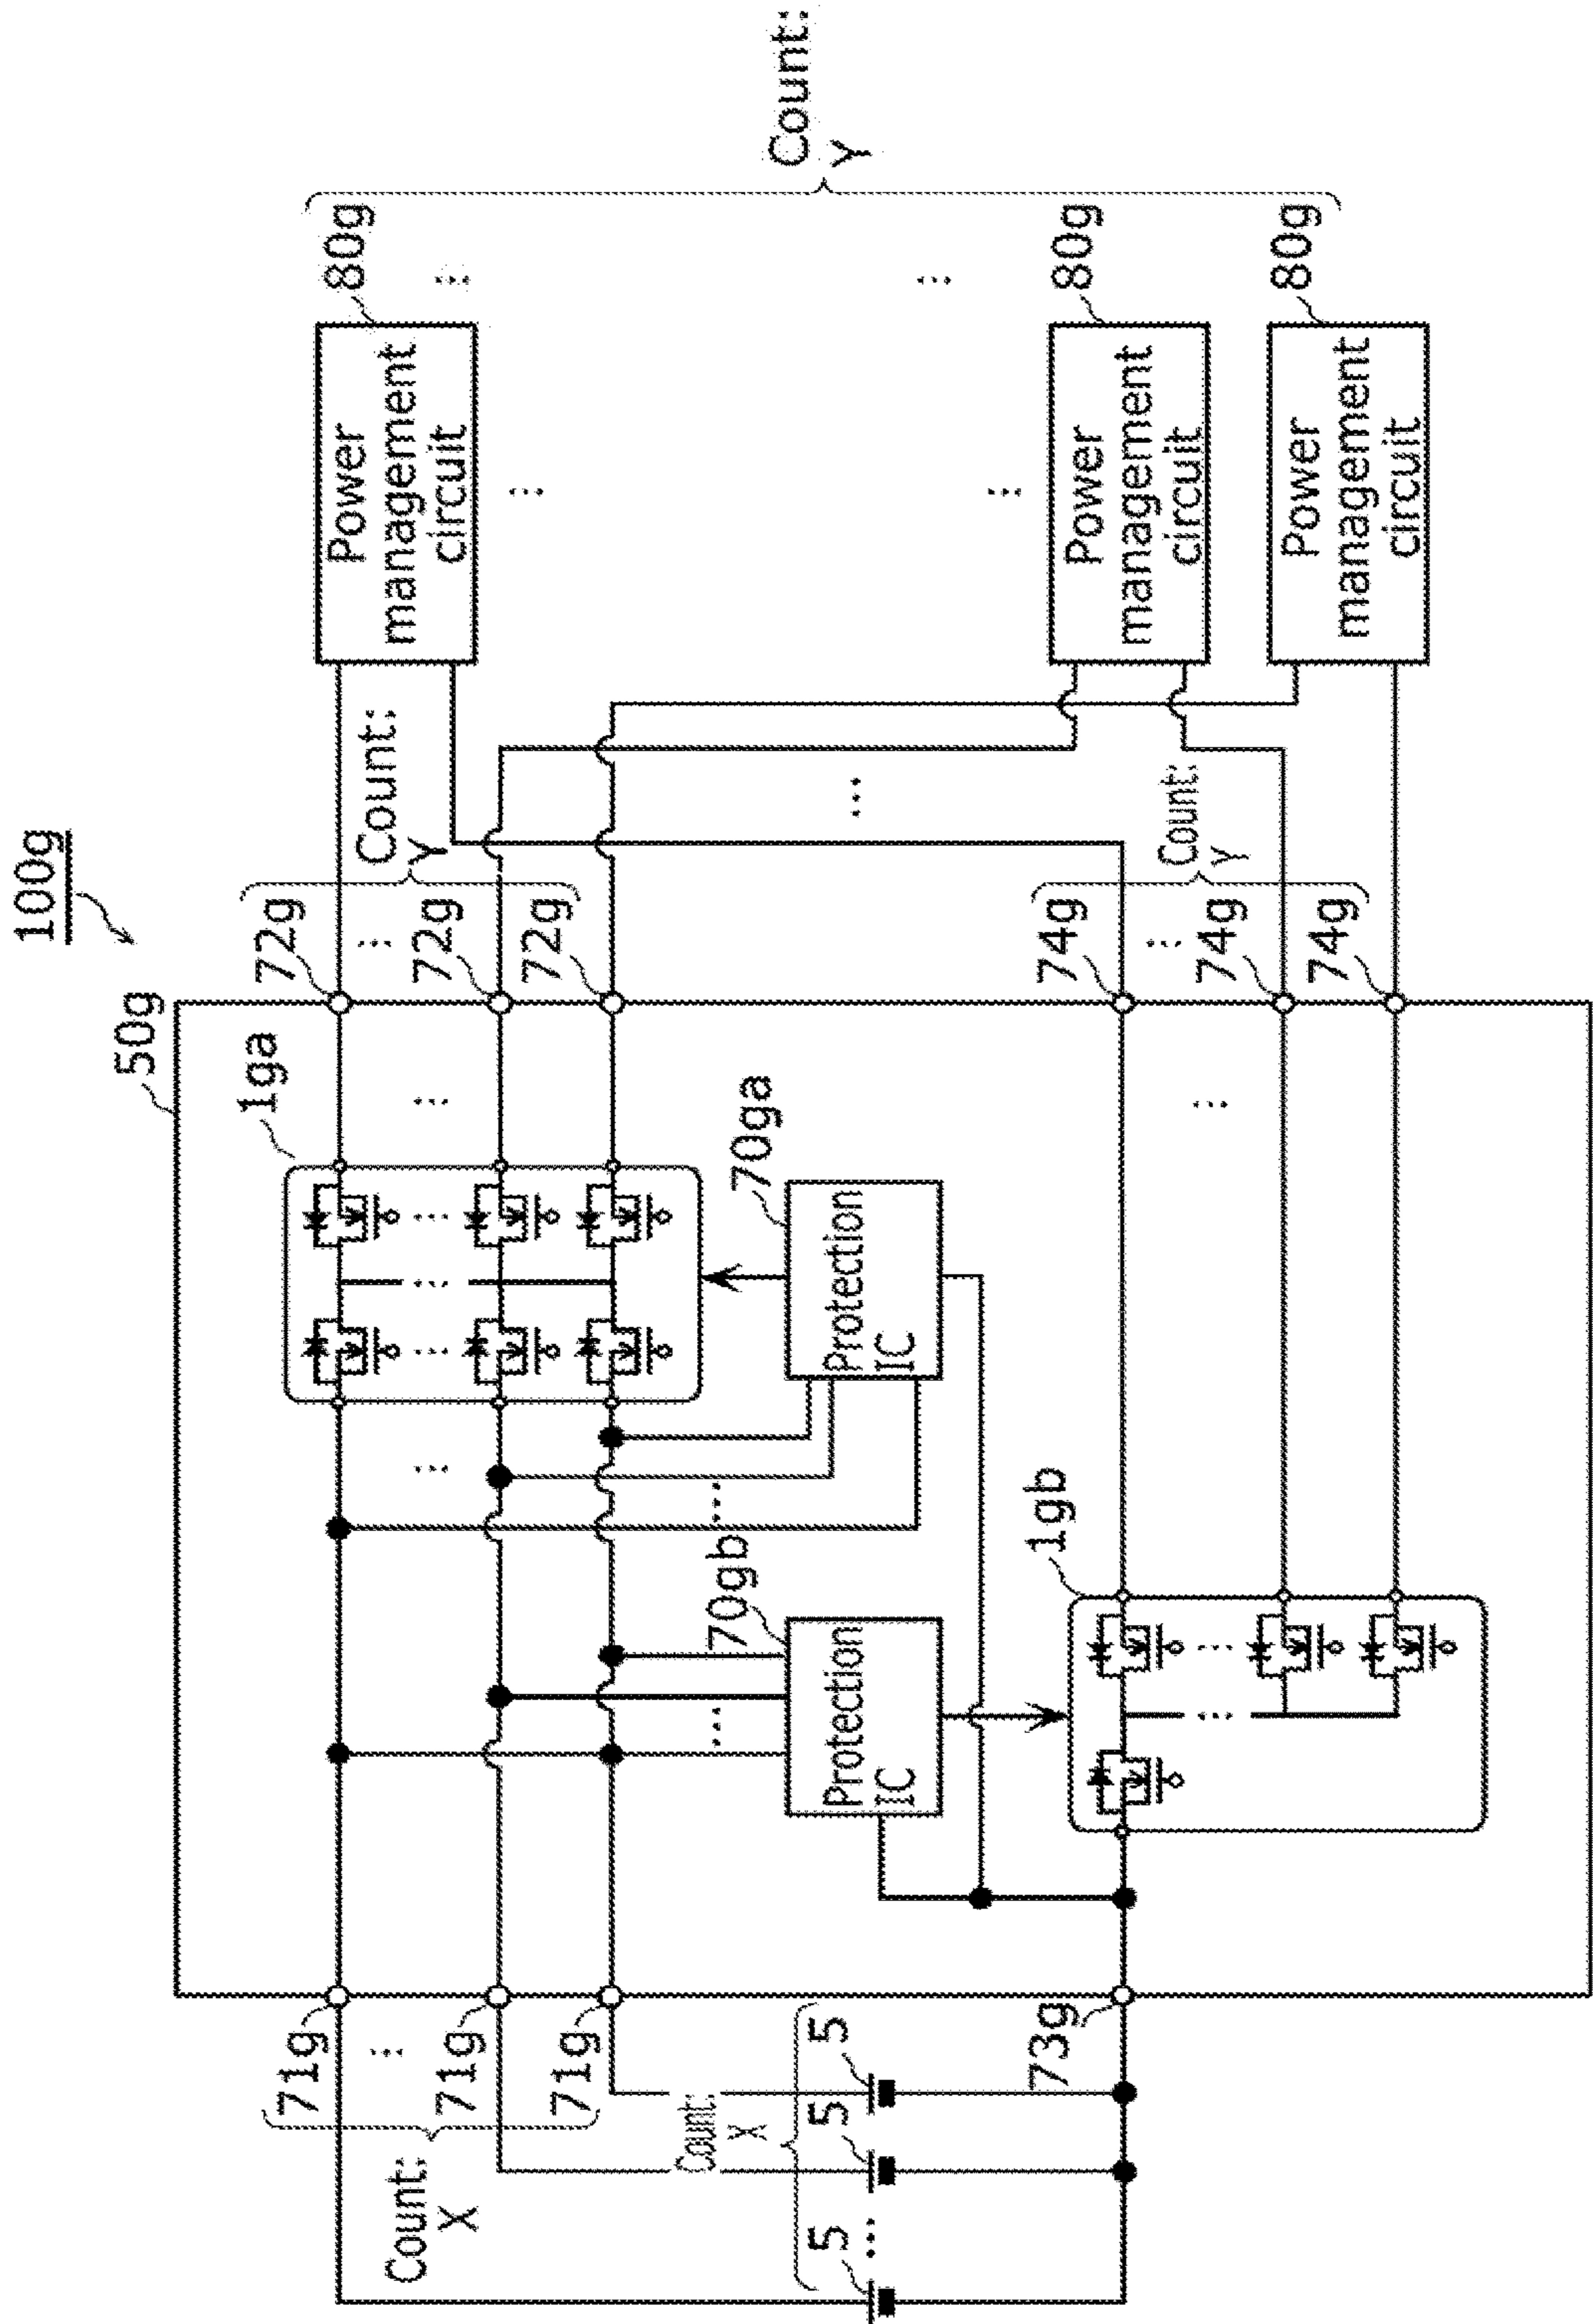 100g
50g
1ga
72g
72g
72g
Count:
Y
Power
management
circuit
80g
Count:
Y
71g
71g
71g
Count:
X
Count:
X
5
5
5
73g
70gb
Protection
IC
70ga
Protection
IC
1gb
74g
74g
74g
Count:
Y
Power
management
circuit
80g
Power
management
circuit
80g